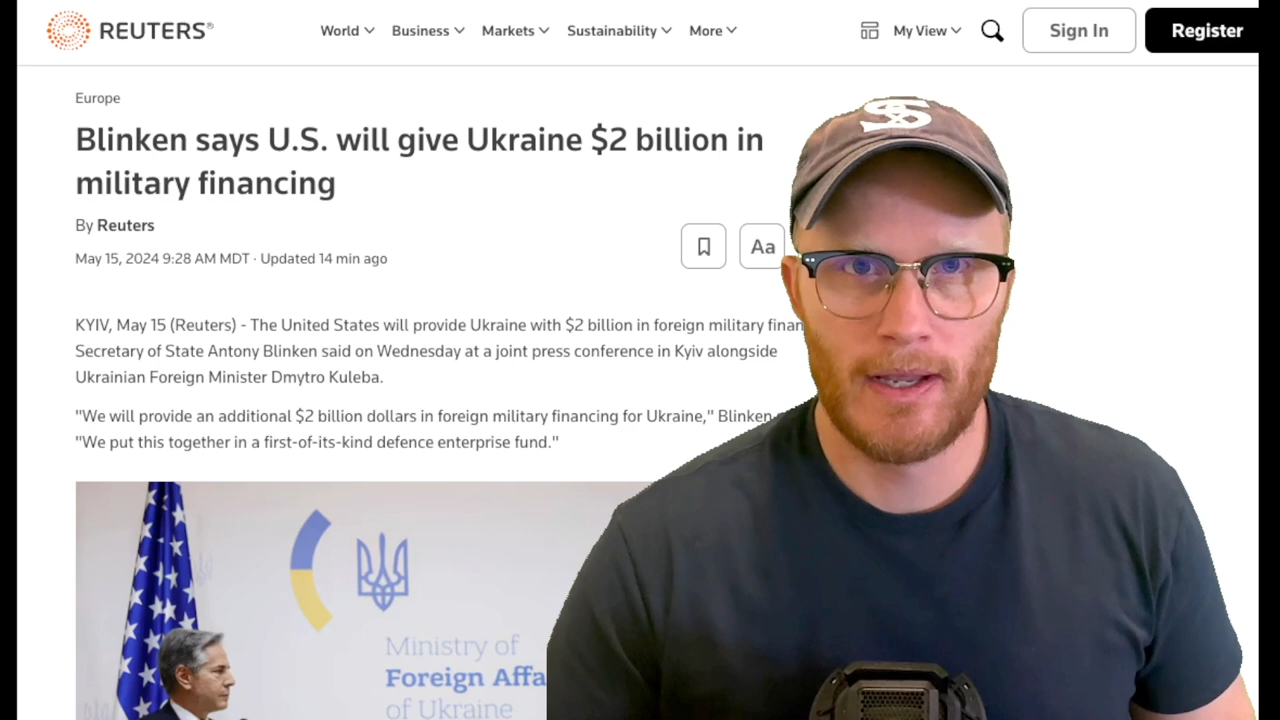 REUTERS®
World Business Markets Sustainability More My View Sign In Register
Europe
Blinken says U.S. will give Ukraine $2 billion in
military financing
By Reuters
May 15, 2024 9:28 AM MDT · Updated 14 min ago
Aa
KYIV, May 15 (Reuters) - The United States will provide Ukraine with $2 billion in foreign military finan
Secretary of State Antony Blinken said on Wednesday at a joint press conference in Kyiv alongside
Ukrainian Foreign Minister Dmytro Kuleba.
"We will provide an additional $2 billion dollars in foreign military financing for Ukraine," Blinken
"We put this together in a first-of-its-kind defence enterprise fund."
Ministry of
Foreign Affa
of Ukraine